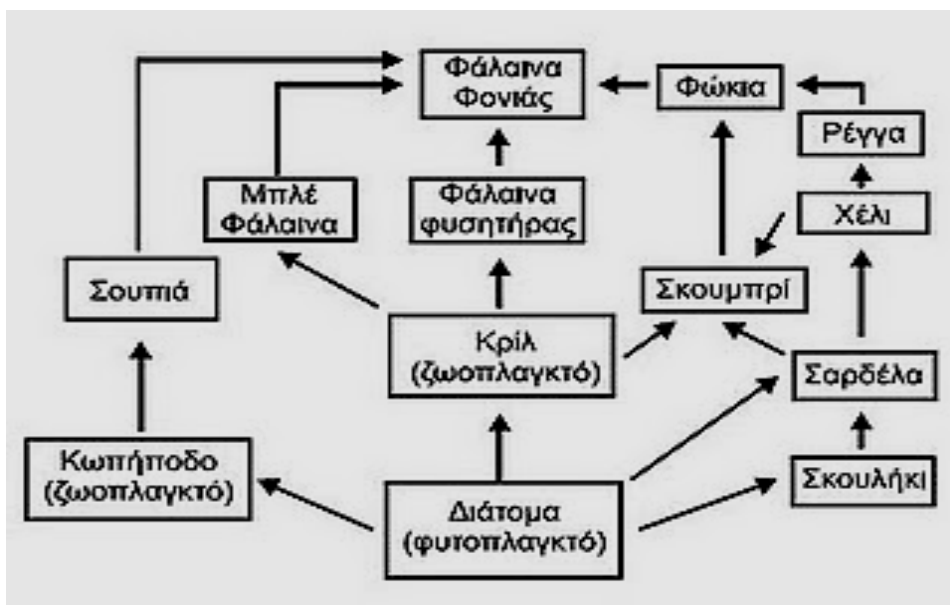 Φάλαινα
Φονιάς
Φώκια
Ρέγγα
Μπλέ
Φάλαινα
Φάλαινα
φυσητήρας
Χέλι
Σουπιά
Σκουμπρί
Κρίλ
(ζωοπλαγκτό)
Σαρδέλα
Κωπήποδο
(ζωοπλαγκτό)
Διάτομα
(φυτοπλαγκτό)
Σκουλήκι